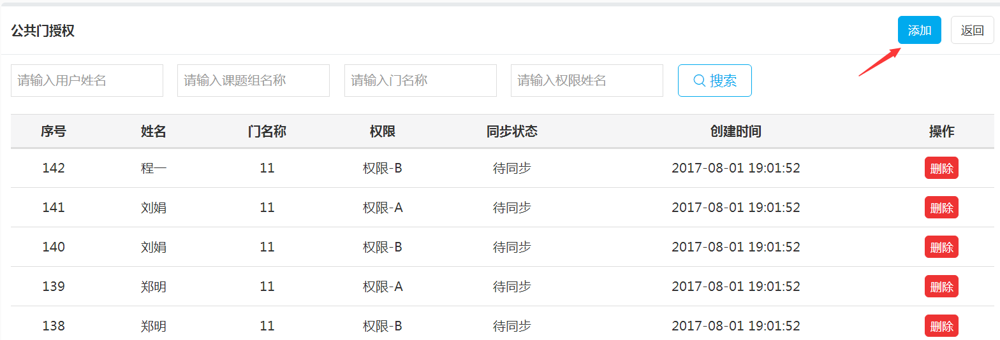 公共门授权 添加 返回
请输入用户姓名 请输入课题组名称 请输入门名称 请输入权限姓名 搜索
序号 姓名 门名称 权限 同步状态 创建时间 操作
142 程一 11 权限-B 待同步 2017-08-01 19:01:52 删除
141 刘娟 11 权限-A 待同步 2017-08-01 19:01:52 删除
140 刘娟 11 权限-B 待同步 2017-08-01 19:01:52 删除
139 郑明 11 权限-A 待同步 2017-08-01 19:01:52 删除
138 郑明 11 权限-B 待同步 2017-08-01 19:01:52 删除